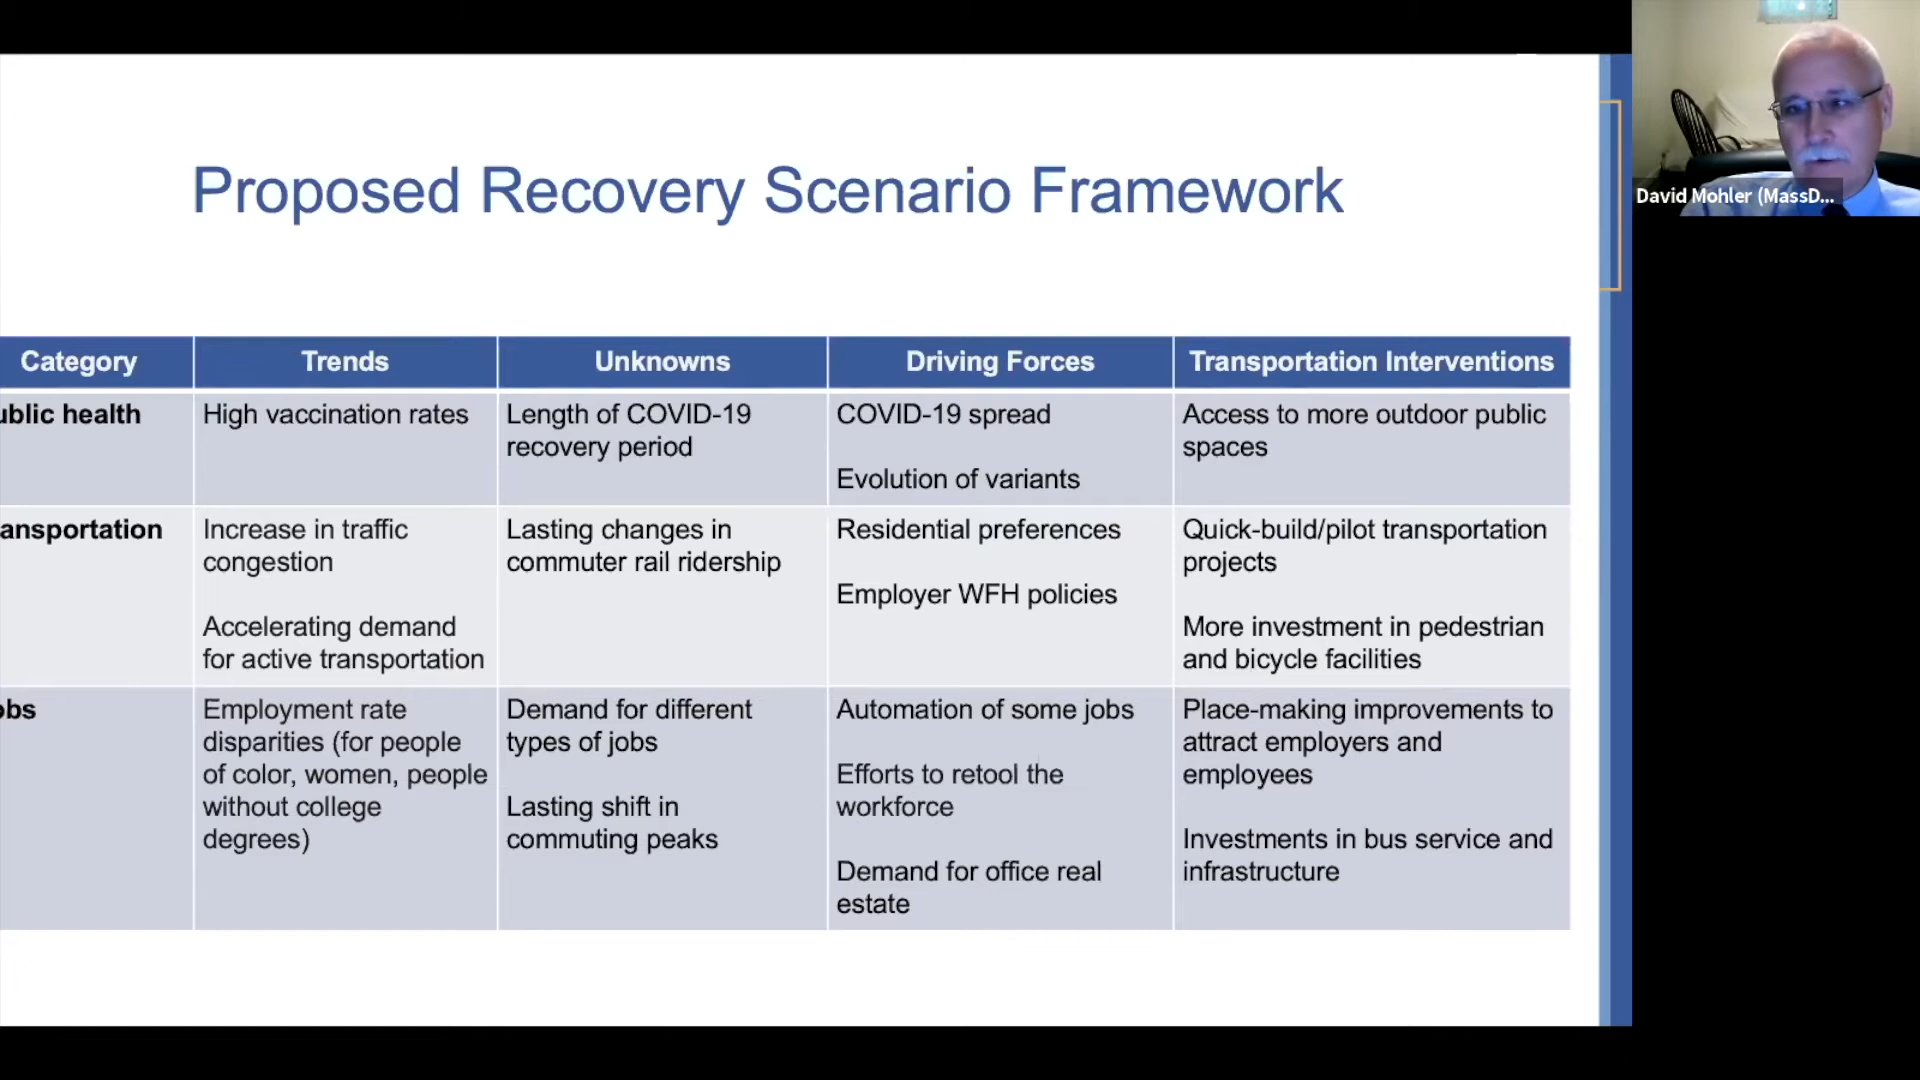 Proposed Recovery Scenario Framework
David Mohler (MassD...
Category
Trends
Unknowns
Driving Forces
Transportation Interventions
ublic health
High vaccination rates
Length of COVID-19
recovery period
COVID-19 spread
Evolution of variants
Access to more outdoor public
spaces
ansportation
Increase in traffic
congestion
Accelerating demand
for active transportation
Lasting changes in
commuter rail ridership
Residential preferences
Employer WFH policies
Quick-build/pilot transportation
projects
More investment in pedestrian
and bicycle facilities
obs
Employment rate
disparities (for people
of color, women, people
without college
degrees)
Demand for different
types of jobs
Lasting shift in
commuting peaks
Automation of some jobs
Efforts to retool the
workforce
Demand for office real
estate
Place-making improvements to
attract employers and
employees
Investments in bus service and
infrastructure